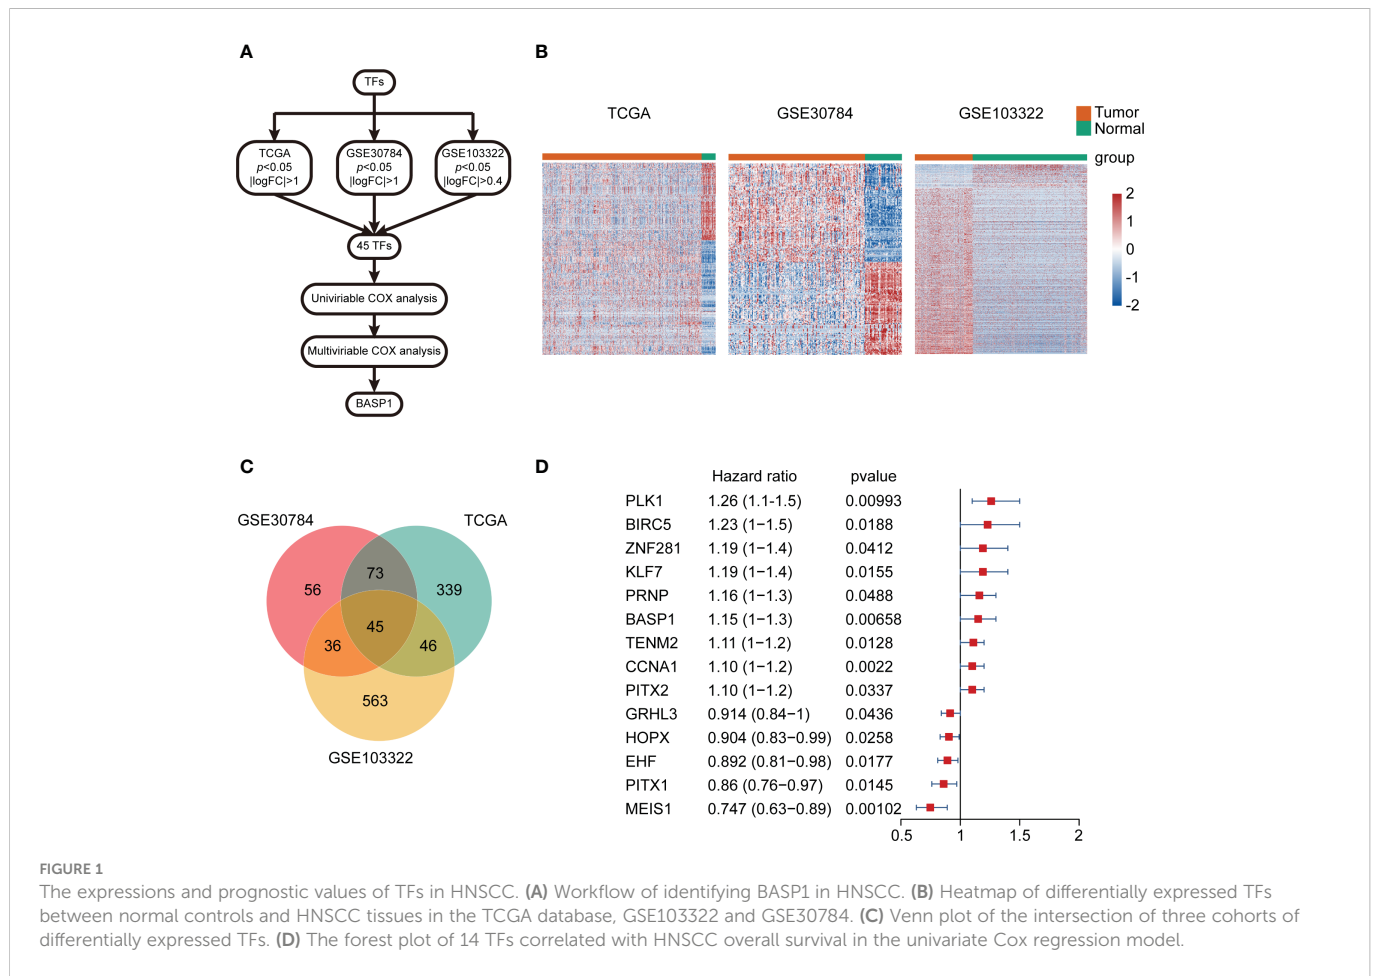 A
TFs
TCGA
p<0.05
|logFC|>1
GSE30784
p<0.05
|logFC|>1
GSE103322
p<0.05
|logFC|>0.4
45 TFs
Univiriable COX analysis
Multiviriable COX analysis
BASP1
B
TCGA
GSE30784
GSE103322
Tumor
Normal
group
2
1
0
-1
-2
C
GSE30784
TCGA
56
73
339
45
36
46
563
GSE103322
D
Hazard ratio pvalue
PLK1 1.26 (1.1-1.5) 0.00993
BIRC5 1.23 (1−1.5) 0.0188
ZNF281 1.19 (1−1.4) 0.0412
KLF7 1.19 (1−1.4) 0.0155
PRNP 1.16 (1−1.3) 0.0488
BASP1 1.15 (1−1.3) 0.00658
TENM2 1.11 (1−1.2) 0.0128
CCNA1 1.10 (1−1.2) 0.0022
PITX2 1.10 (1−1.2) 0.0337
GRHL3 0.914 (0.84−1) 0.0436
HOPX 0.904 (0.83−0.99) 0.0258
EHF 0.892 (0.81−0.98) 0.0177
PITX1 0.86 (0.76−0.97) 0.0145
MEIS1 0.747 (0.63−0.89) 0.00102
0.5 1 1.5 2
FIGURE 1
The expressions and prognostic values of TFs in HNSCC. (A) Workflow of identifying BASP1 in HNSCC. (B) Heatmap of differentially expressed TFs
between normal controls and HNSCC tissues in the TCGA database, GSE103322 and GSE30784. (C) Venn plot of the intersection of three cohorts of
differentially expressed TFs. (D) The forest plot of 14 TFs correlated with HNSCC overall survival in the univariate Cox regression model.